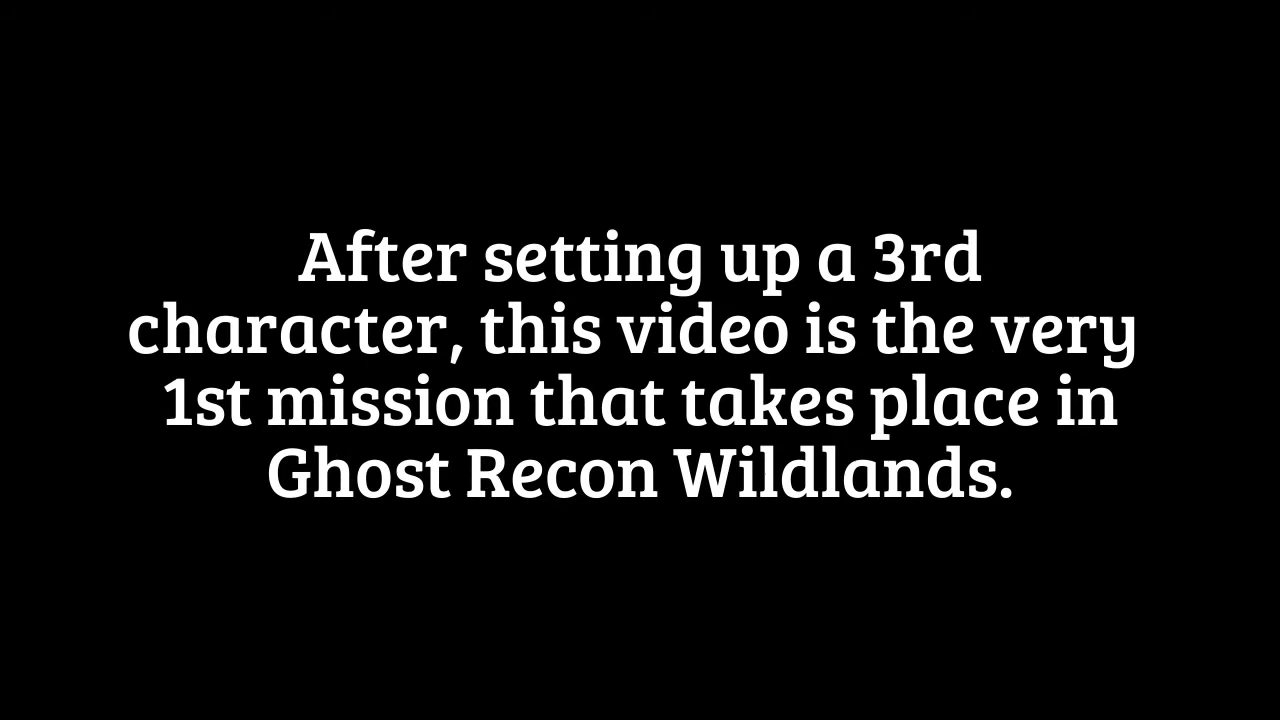 After setting up a 3rd
character, this video is the very
1st mission that takes place in
Ghost Recon Wildlands.